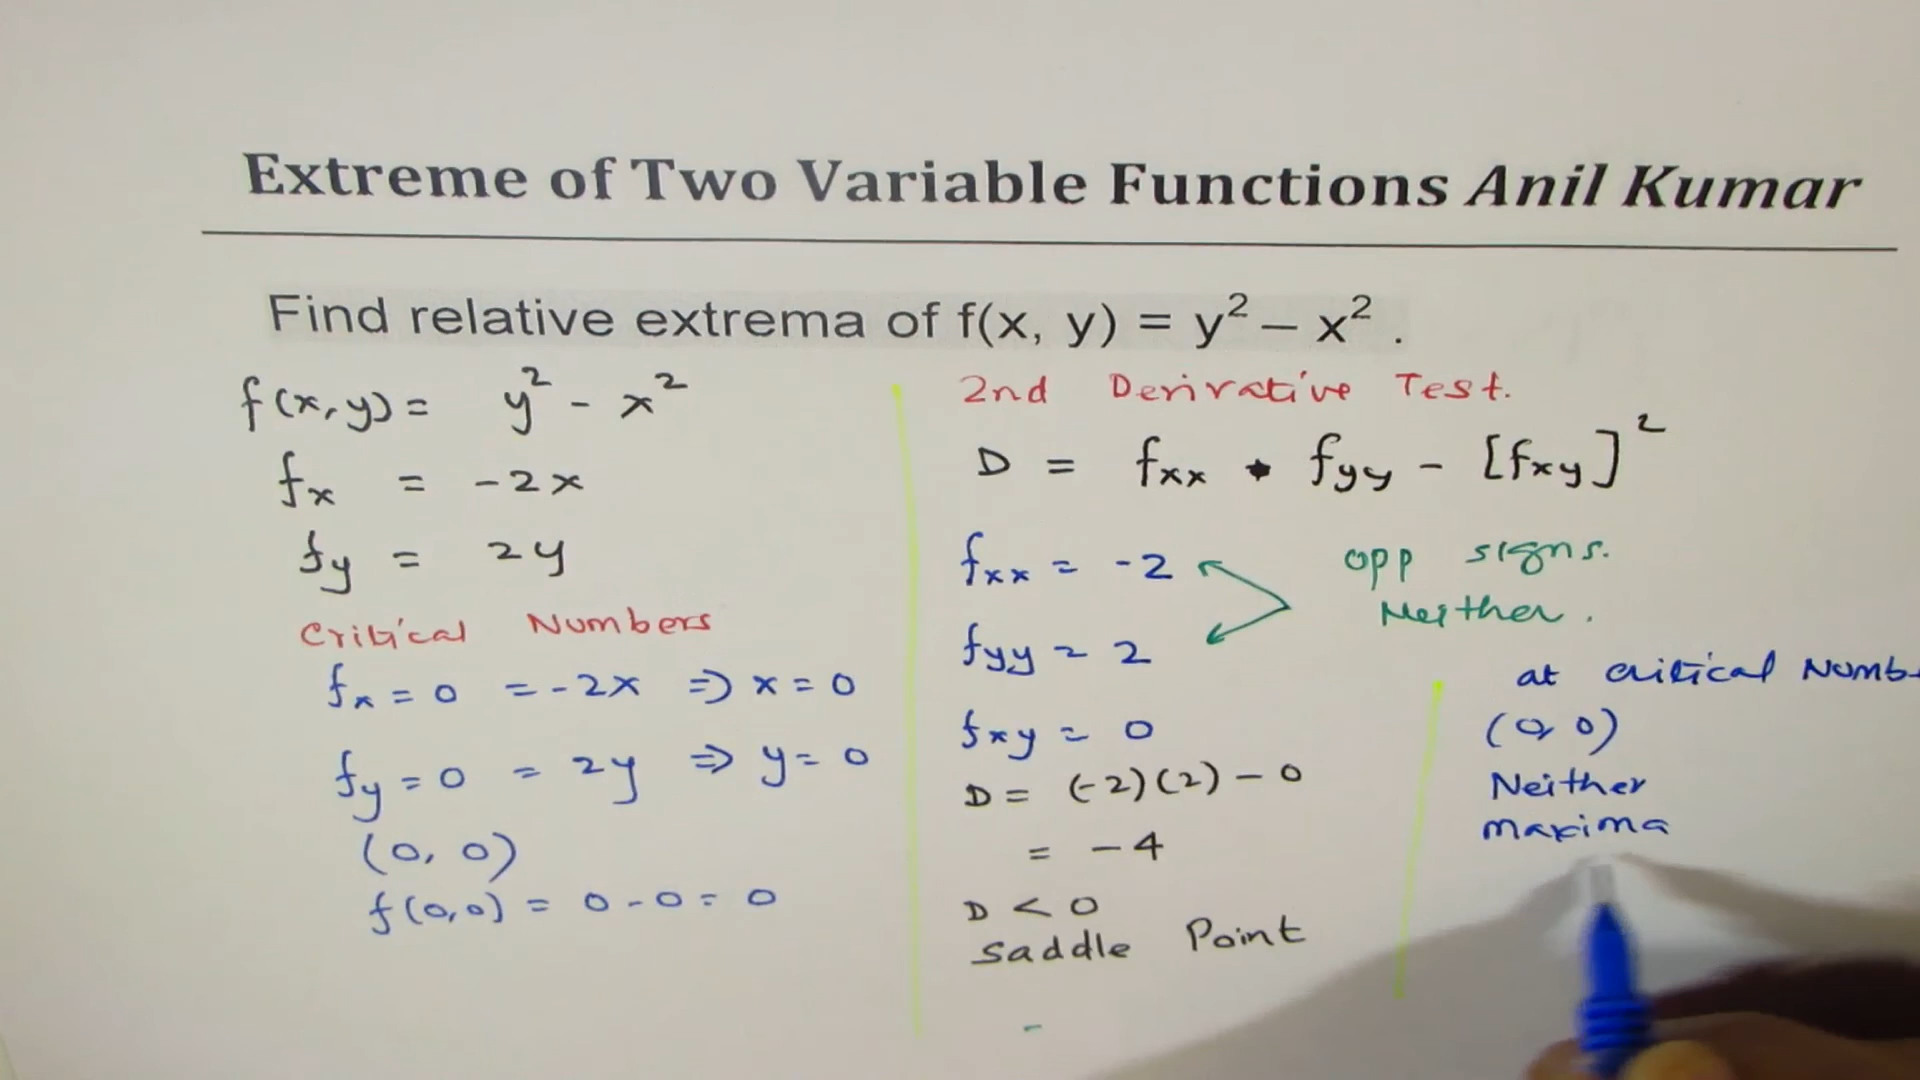 Extreme of Two Variable Functions Anil Kumar
Find relative extrema of f(x, y) = y² – x² .
f(x,y) = y² - x²
fx = -2x
fy = 2y
Critical Numbers
fx = 0 = -2x => x = 0
fy = 0 = 2y => y = 0
(0, 0)
f(0,0) = 0 - 0 = 0
2nd Derivative Test.
D = fxx • fyy - [fxy]²
fxx = -2
opp signs.
Neither.
fyy = 2
fxy = 0
D = (-2)(2) - 0
= -4
D < 0
Saddle Point
at critical Numb
(0, 0)
Neither
maxima